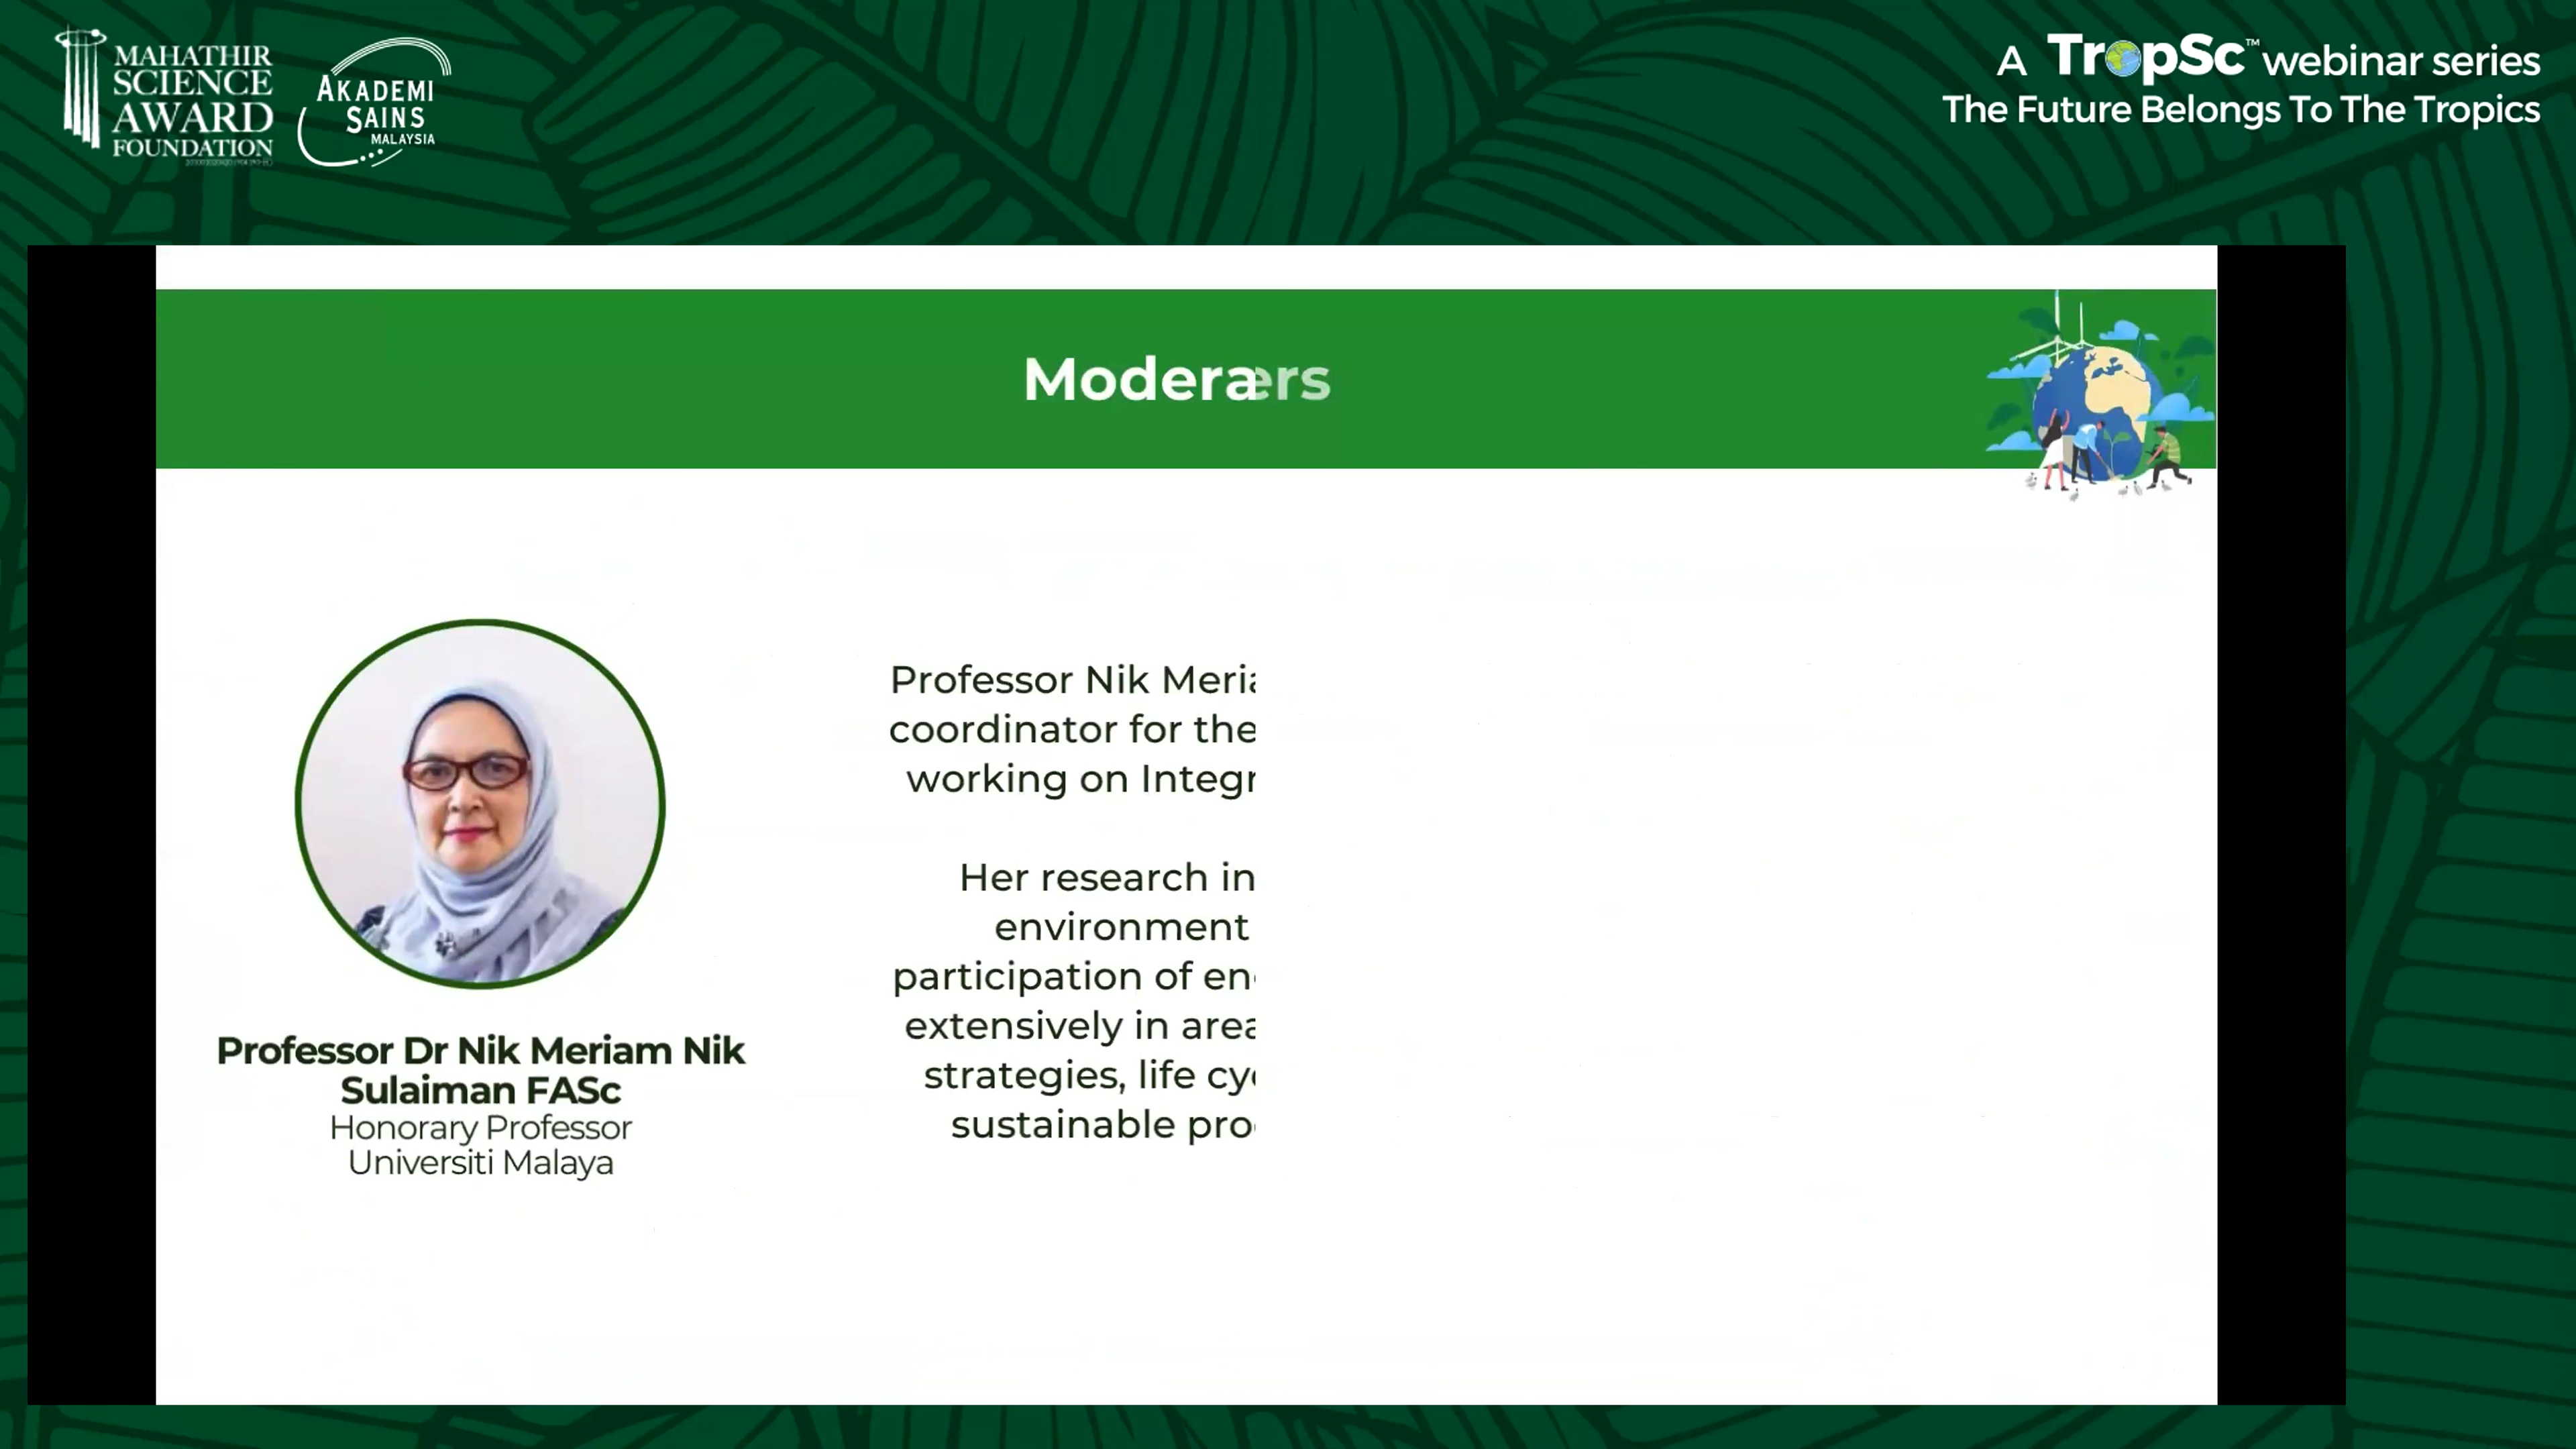 MAHATHIR
SCIENCE
AWARD
FOUNDATION
AKADEMI
SAINS
MALAYSIA
A TropSc™ webinar series
The Future Belongs To The Tropics
Moderaers
Professor Nik Meria
coordinator for the
working on Integr
Her research in
environment
participation of en
extensively in area
strategies, life cy
sustainable pro
Professor Dr Nik Meriam Nik
Sulaiman FASc
Honorary Professor
Universiti Malaya